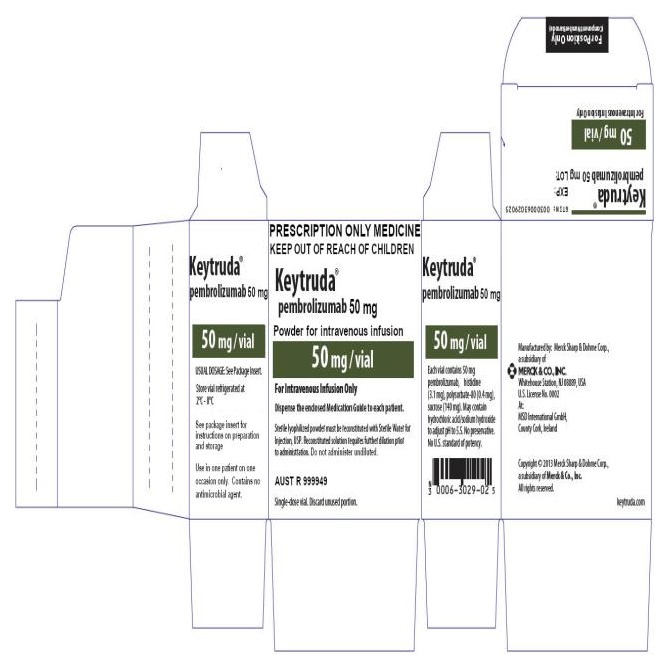 For Position Only
Keytruda®
pembrolizumab 50 mg
50 mg/vial
For Intravenous Infusion Only
GTIN: 00300063029025
EXP:
LOT:
Keytruda®
pembrolizumab 50 mg
50 mg/vial
USUAL DOSAGE: See Package Insert.
Store vial refrigerated at
2°C - 8°C
See package insert for
instructions on preparation
and storage
Use in one patient on one
occasion only. Contains no
antimicrobial agent.
PRESCRIPTION ONLY MEDICINE
KEEP OUT OF REACH OF CHILDREN
Keytruda®
pembrolizumab 50 mg
Powder for intravenous infusion
50 mg/vial
For Intravenous Infusion Only
Dispense the enclosed Medication Guide to each patient.
Sterile lyophilized powder must be reconstituted with Sterile Water for
Injection, USP. Reconstituted solution requires further dilution prior
to administration. Do not administer undiluted.
AUST R 999949
Single-dose vial. Discard unused portion.
Keytruda®
pembrolizumab 50 mg
50 mg/vial
Each vial contains 50 mg
pembrolizumab, histidine
(3.1 mg), polysorbate-80 (0.4 mg),
sucrose (140 mg). May contain
hydrochloric acid/sodium hydroxide
to adjust pH to 5.5. No preservative.
No U.S. standard of potency.
N 3 0006-3029-02 5
Manufactured by: Merck Sharp & Dohme Corp.,
a subsidiary of
MERCK & CO., INC.
Whitehouse Station, NJ 08889, USA
U.S. License No. 0002
At:
MSD International GmbH,
County Cork, Ireland
Copyright © 2013 Merck Sharp & Dohme Corp.,
a subsidiary of Merck & Co., Inc.
All rights reserved.
keytruda.com